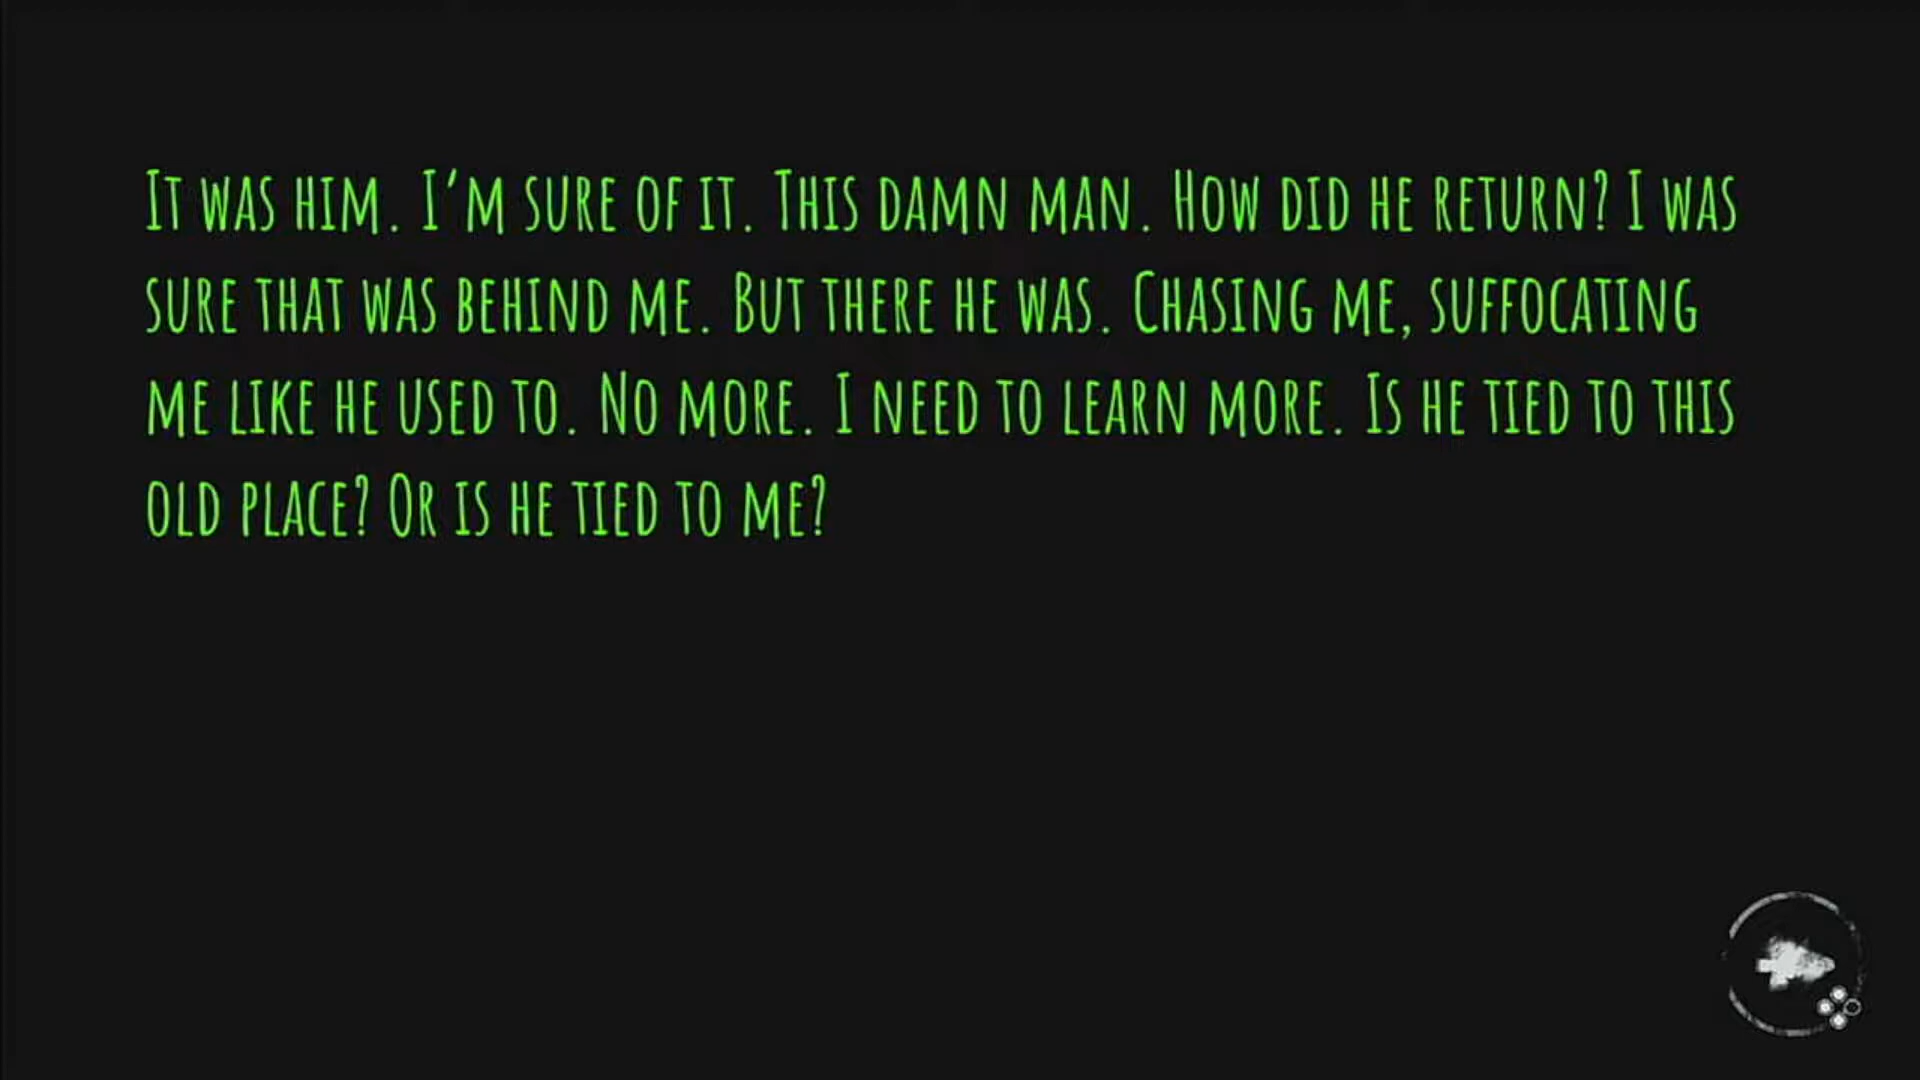 It was him. I'm sure of it. This damn man. How did he return? I was
sure that was behind me. But there he was. Chasing me, suffocating
me like he used to. No more. I need to learn more. Is he tied to this
old place? Or is he tied to me?